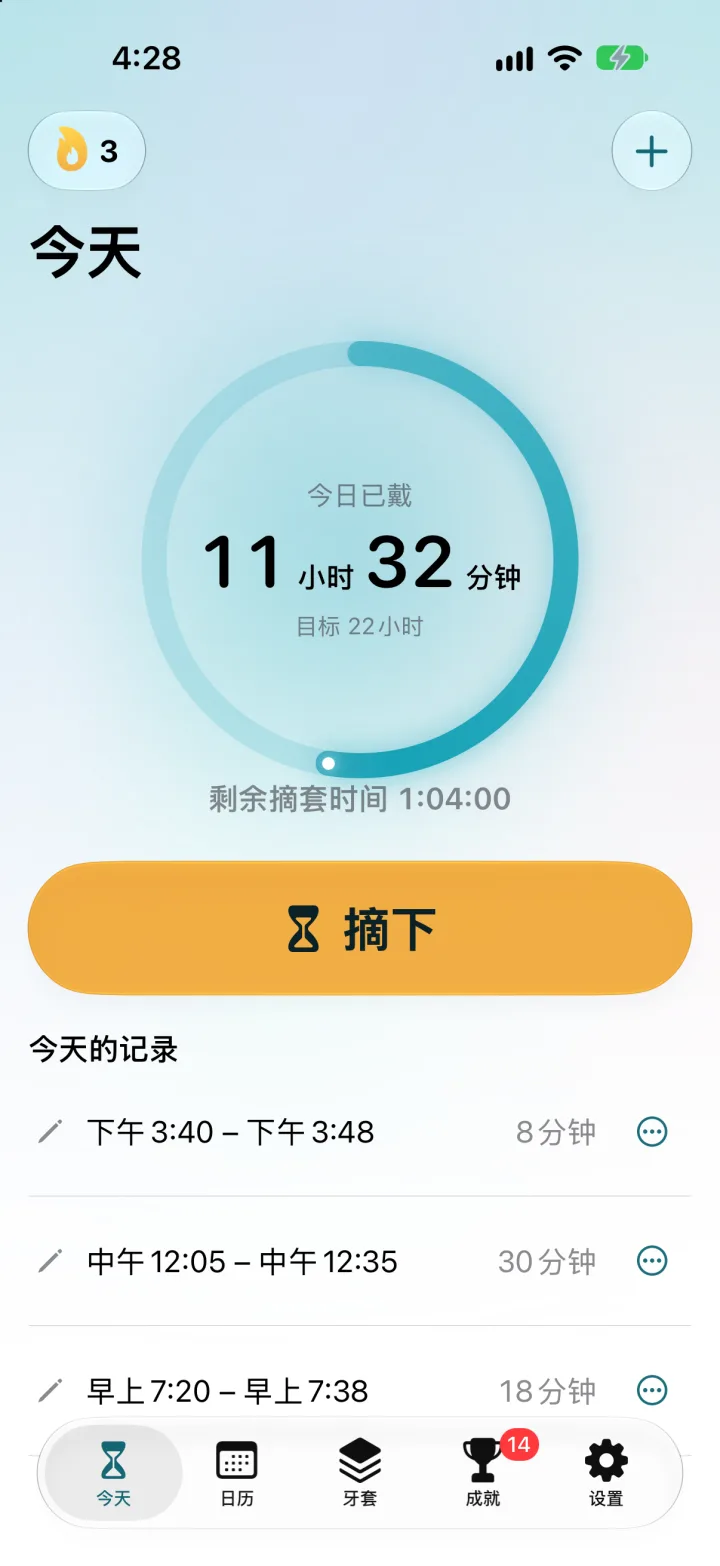 4:28
3
今天
今日已戴
11 小时 32 分钟
目标 22小时
剩余摘套时间 1:04:00
摘下
今天的记录
下午 3:40 – 下午 3:48 8分钟
中午 12:05 – 中午 12:35 30分钟
早上 7:20 – 早上 7:38 18分钟
14
今天 日历 牙套 成就 设置